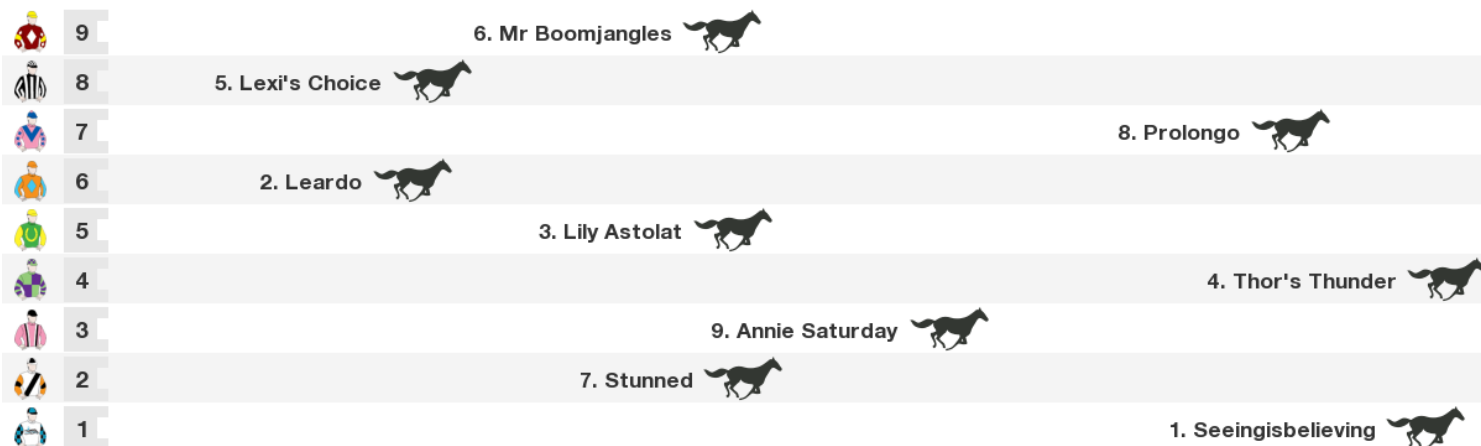 9 6. Mr Boomjangles
8 5. Lexi's Choice
7 8. Prolongo
6 2. Leardo
5 3. Lily Astolat
4 4. Thor's Thunder
3 9. Annie Saturday
2 7. Stunned
1 1. Seeingisbelieving